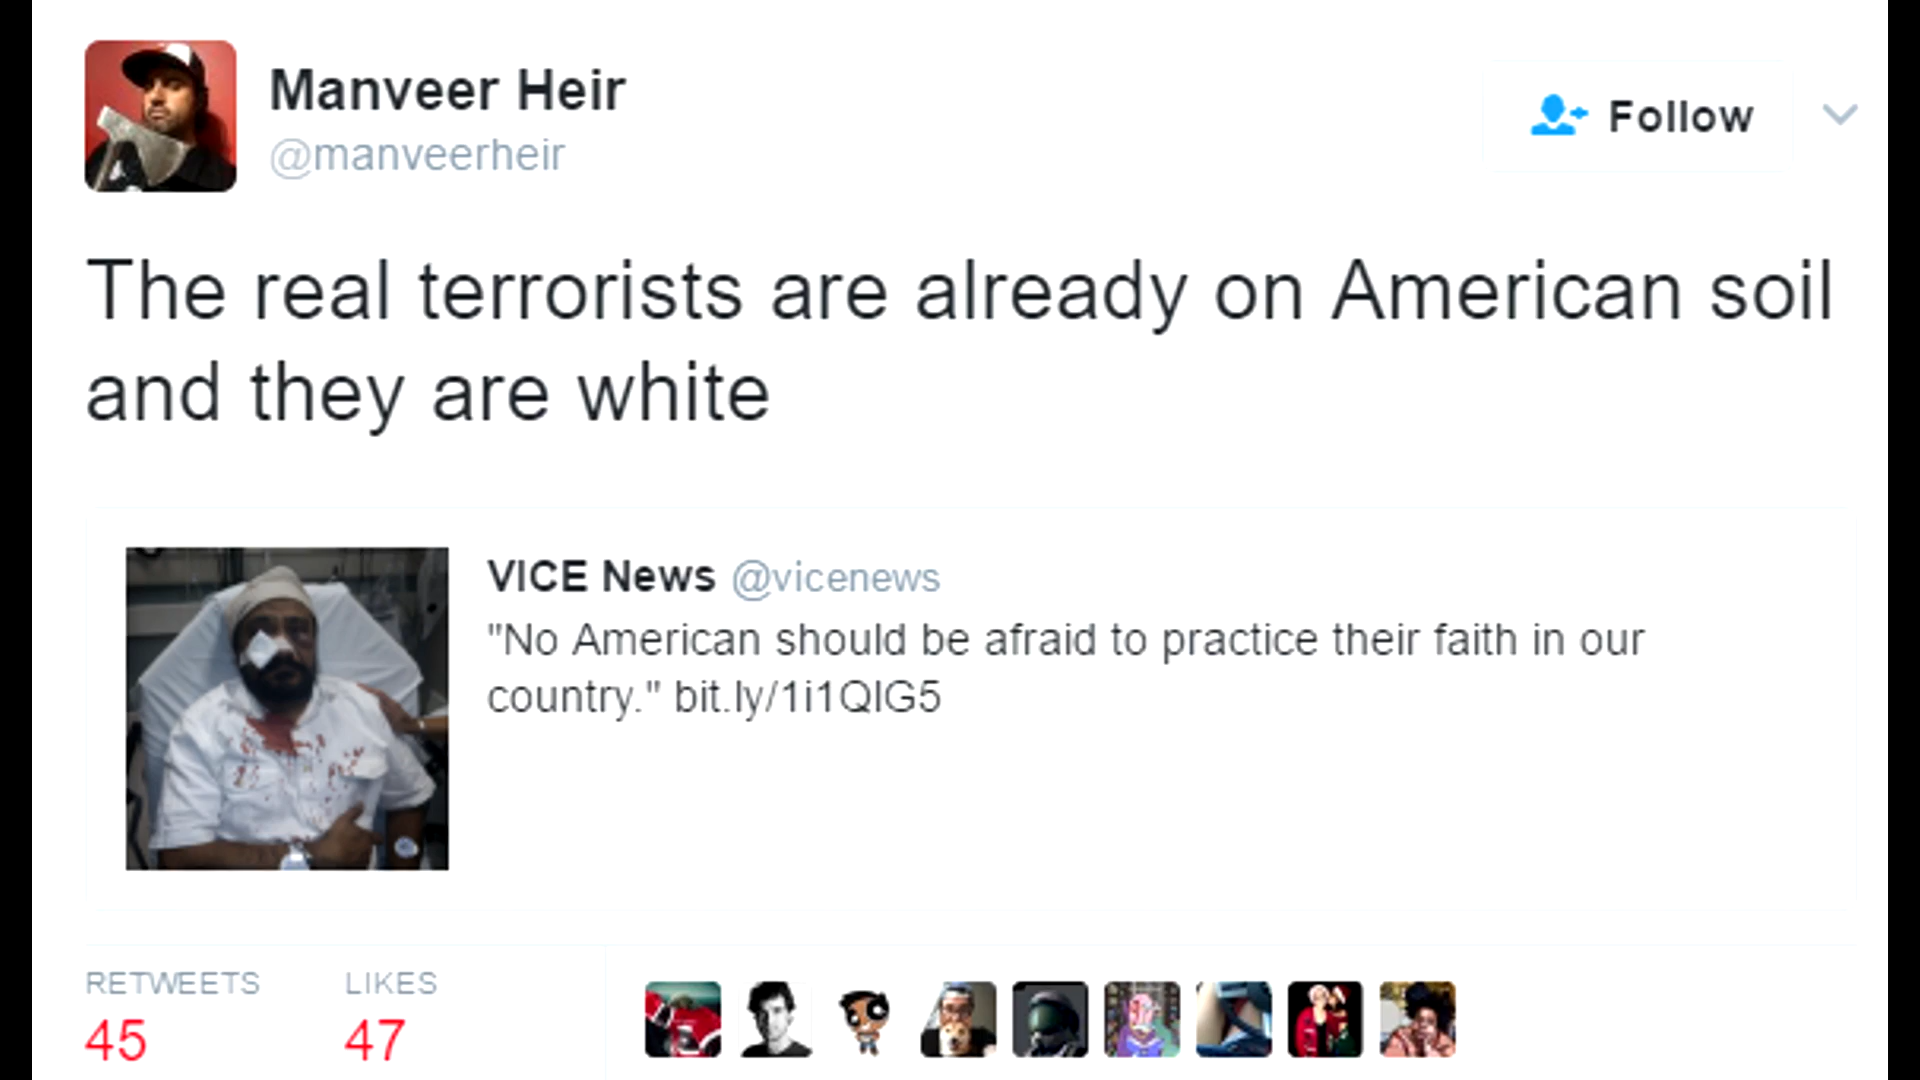 Manveer Heir
@manveerheir
Follow
The real terrorists are already on American soil
and they are white
VICE News @vicenews
"No American should be afraid to practice their faith in our
country." bit.ly/1i1QIG5
RETWEETS LIKES
45 47